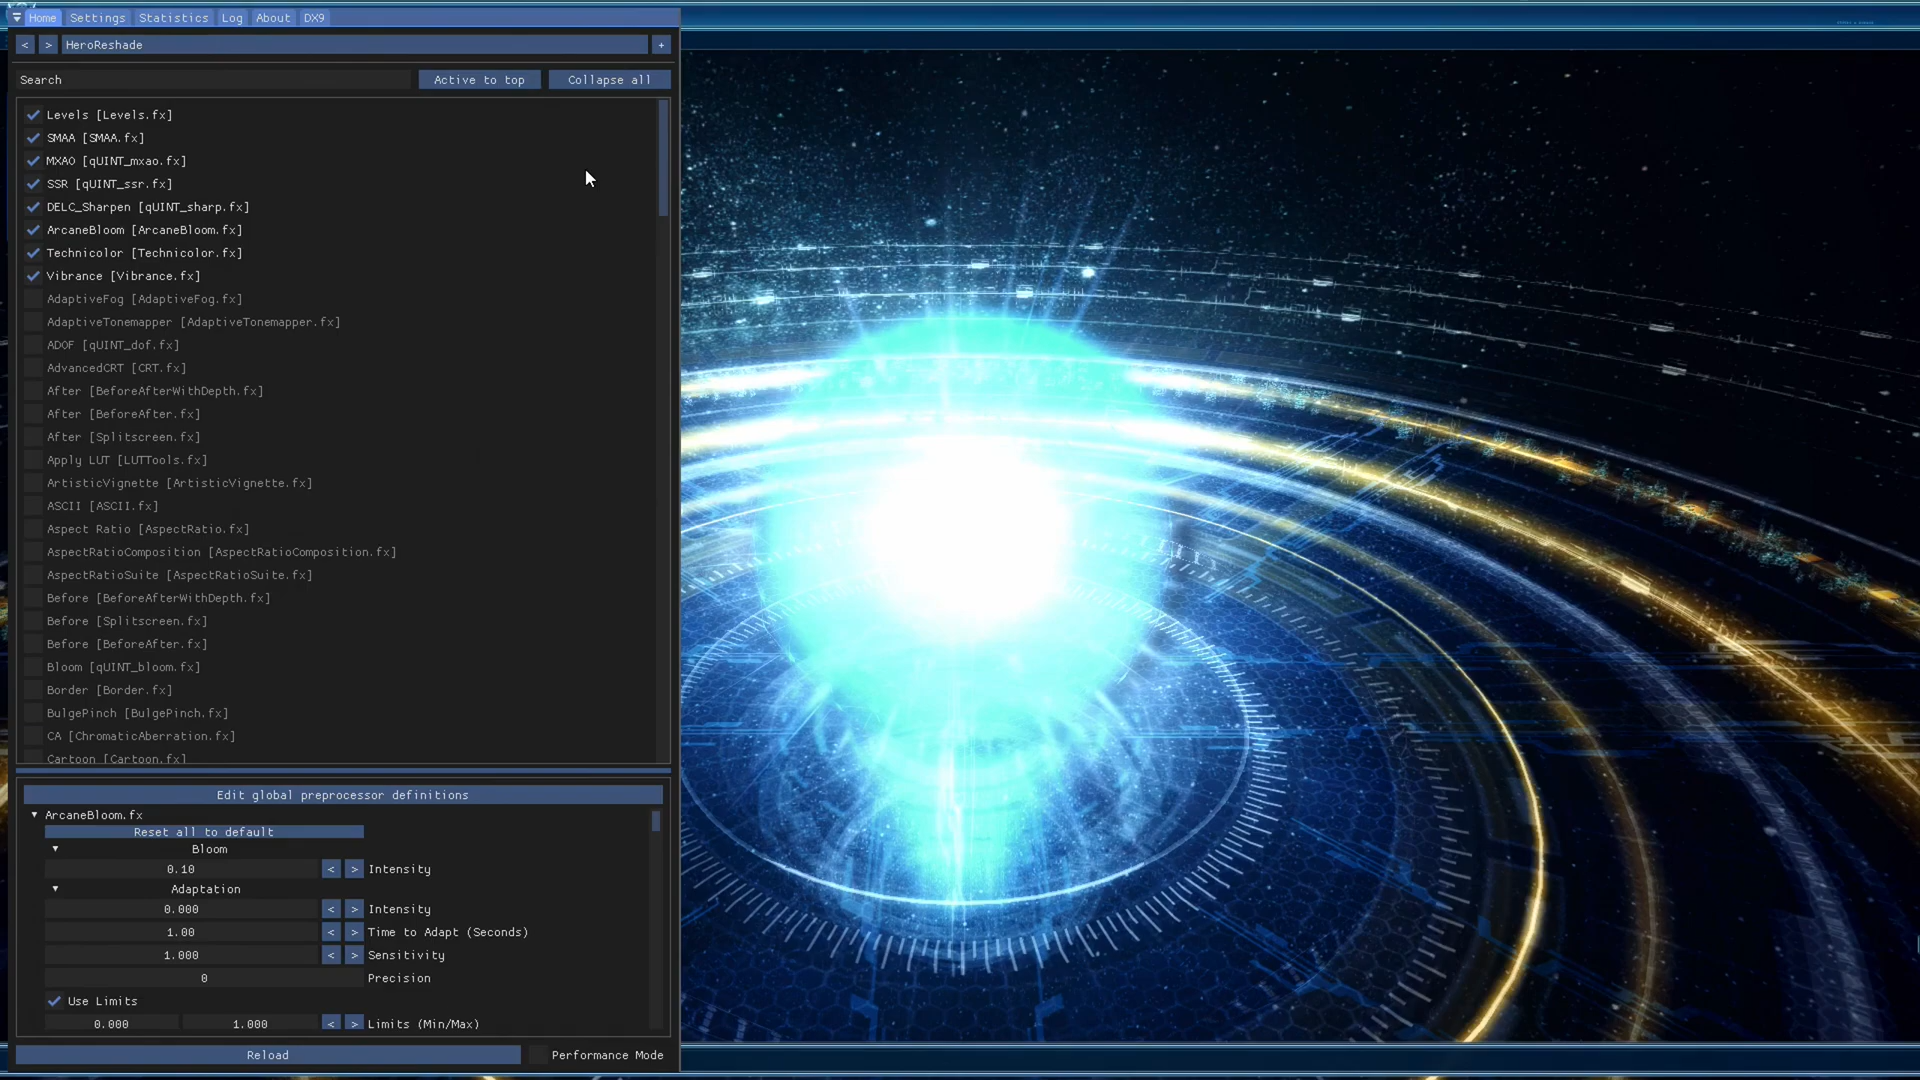 Home Settings Statistics Log About DX9
< > HeroReshade +
Search Active to top Collapse all
Levels [Levels.fx]
SMAA [SMAA.fx]
MXAO [qUINT_mxao.fx]
SSR [qUINT_ssr.fx]
DELC_Sharpen [qUINT_sharp.fx]
ArcaneBloom [ArcaneBloom.fx]
Technicolor [Technicolor.fx]
Vibrance [Vibrance.fx]
AdaptiveFog [AdaptiveFog.fx]
AdaptiveTonemapper [AdaptiveTonemapper.fx]
ADOF [qUINT_dof.fx]
AdvancedCRT [CRT.fx]
After [BeforeAfterWithDepth.fx]
After [BeforeAfter.fx]
After [Splitscreen.fx]
Apply LUT [LUTTools.fx]
ArtisticVignette [ArtisticVignette.fx]
ASCII [ASCII.fx]
Aspect Ratio [AspectRatio.fx]
AspectRatioComposition [AspectRatioComposition.fx]
AspectRatioSuite [AspectRatioSuite.fx]
Before [BeforeAfterWithDepth.fx]
Before [Splitscreen.fx]
Before [BeforeAfter.fx]
Bloom [qUINT_bloom.fx]
Border [Border.fx]
BulgePinch [BulgePinch.fx]
CA [ChromaticAberration.fx]
Cartoon [Cartoon.fx]
Edit global preprocessor definitions
ArcaneBloom.fx
Reset all to default
Bloom
0.10 < > Intensity
Adaptation
0.000 < > Intensity
1.00 < > Time to Adapt (Seconds)
1.000 < > Sensitivity
0 Precision
Use Limits
0.000 1.000 < > Limits (Min/Max)
Reload Performance Mode